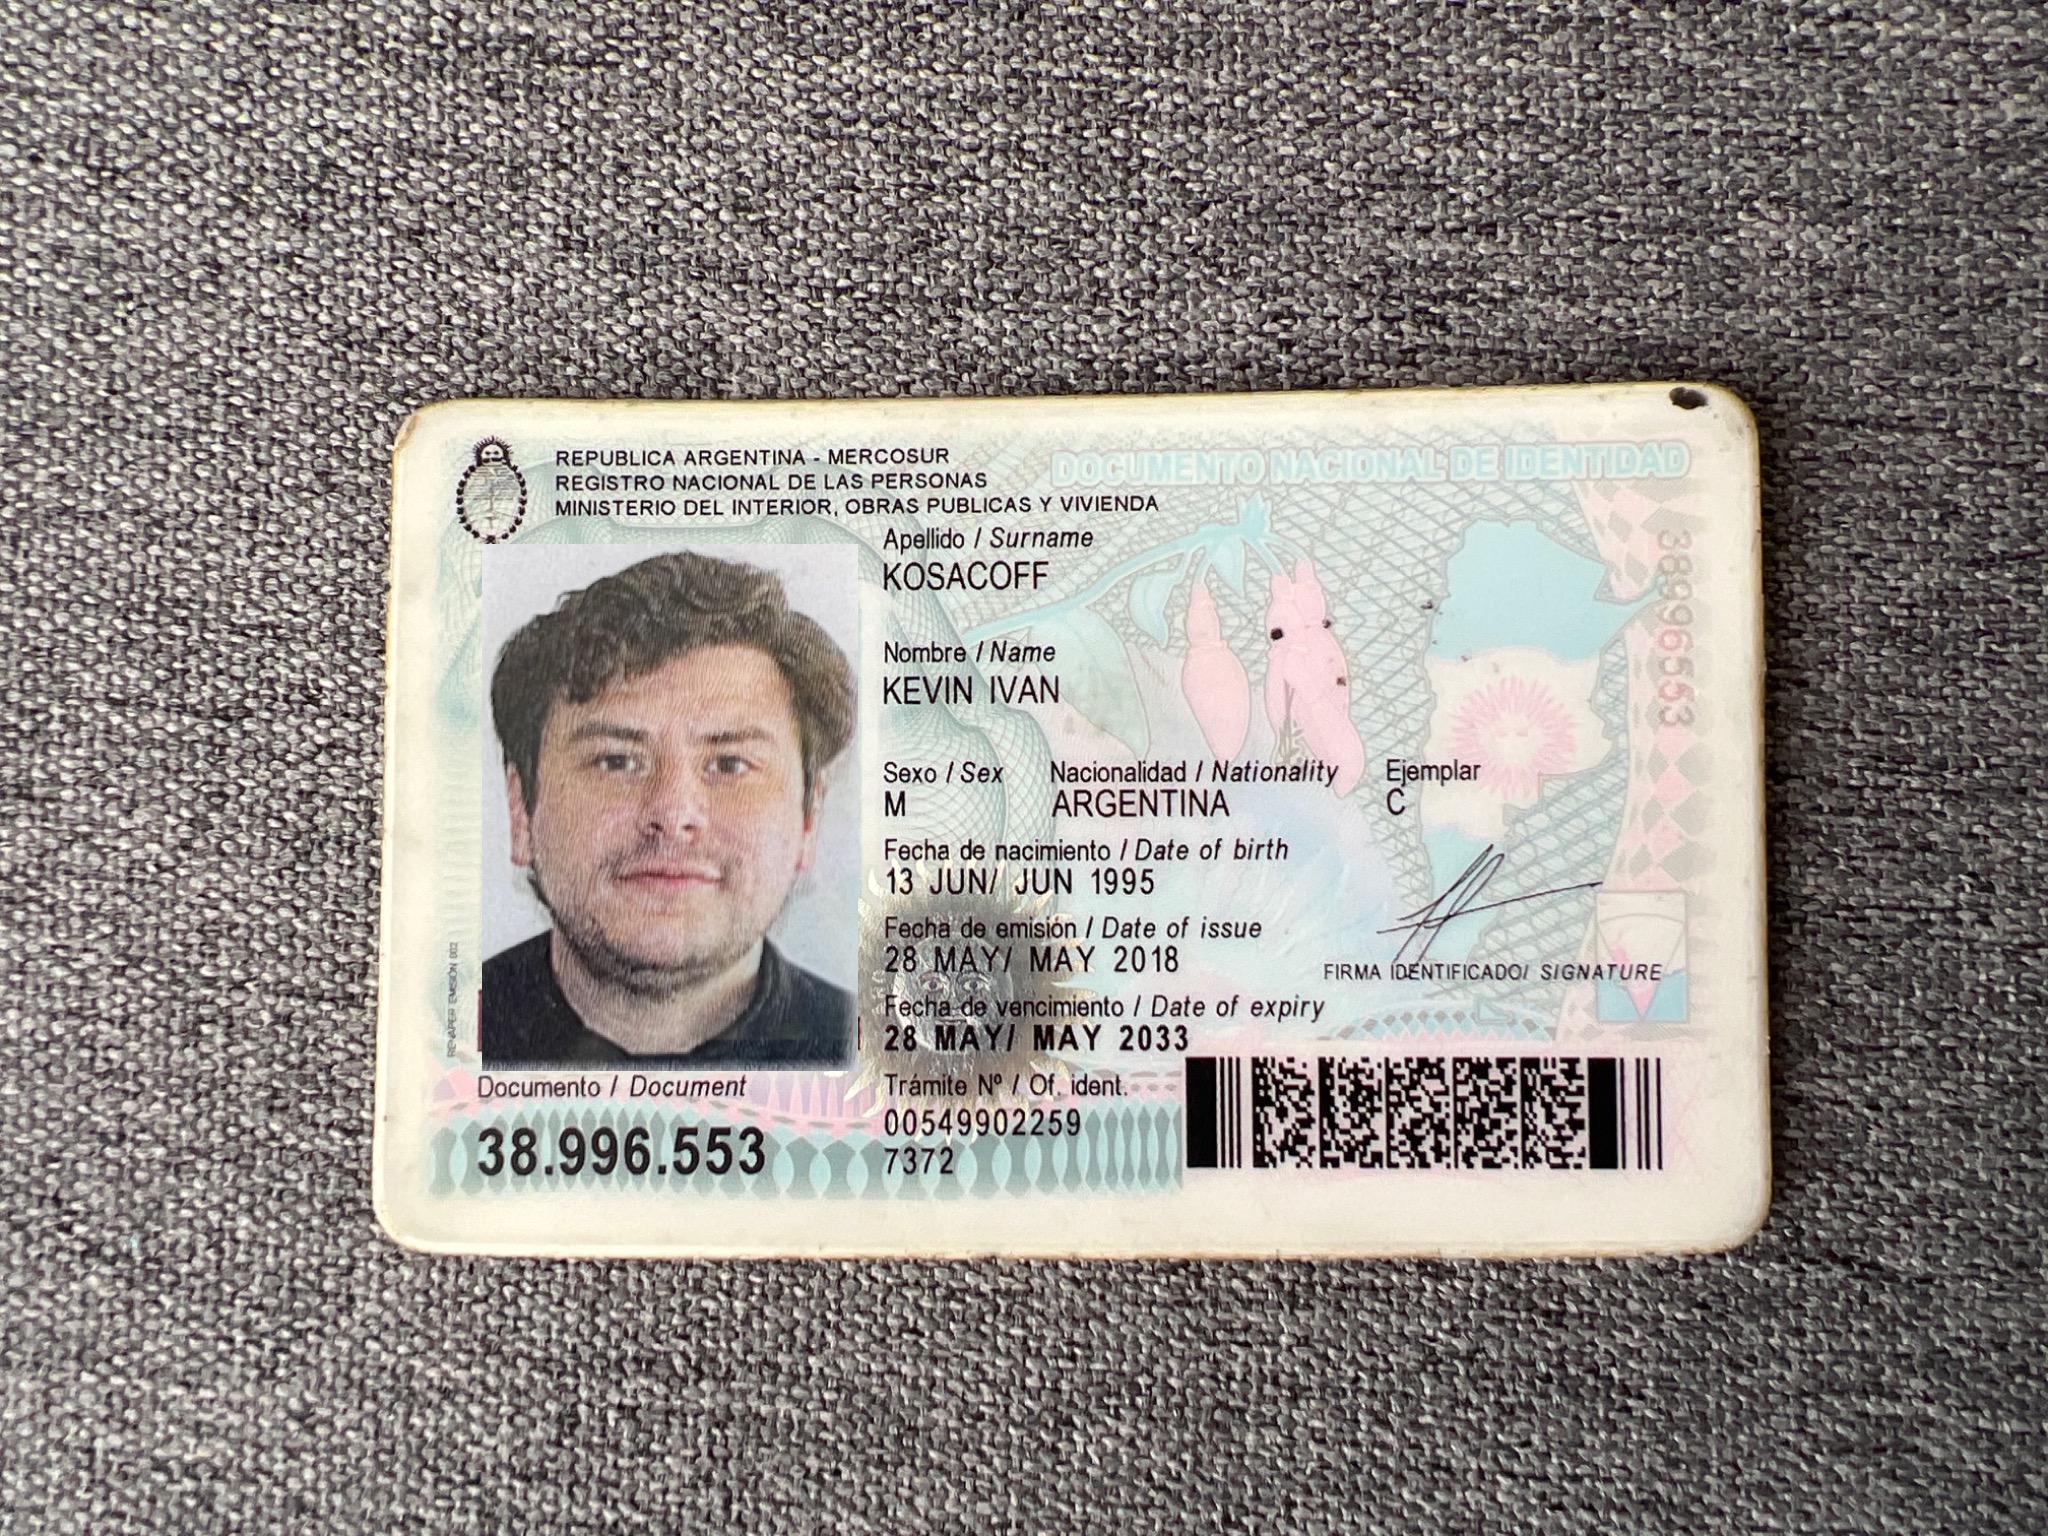 REPUBLICA ARGENTINA - MERCOSUR
REGISTRO NACIONAL DE LAS PERSONAS
MINISTERIO DEL INTERIOR, OBRAS PUBLICAS Y VIVIENDA
DOCUMENTO NACIONAL DE IDENTIDAD
Apellido / Surname
KOSACOFF
Nombre / Name
KEVIN IVAN
Sexo / Sex Nacionalidad / Nationality Ejemplar
M ARGENTINA C
Fecha de nacimiento / Date of birth
13 JUN/ JUN 1995
Fecha de emisión / Date of issue
28 MAY/ MAY 2018
FIRMA IDENTIFICADO/ SIGNATURE
Fecha de vencimiento / Date of expiry
28 MAY/ MAY 2033
Documento / Document
38.996.553
Trámite Nº / Of. ident.
00549902259
7372
38996553
RENAPER EMISIÓN 002